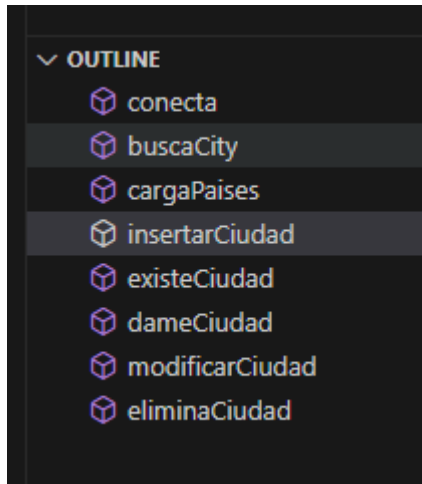 OUTLINE
conecta
buscaCity
cargaPaises
insertarCiudad
existeCiudad
dameCiudad
modificarCiudad
eliminaCiudad